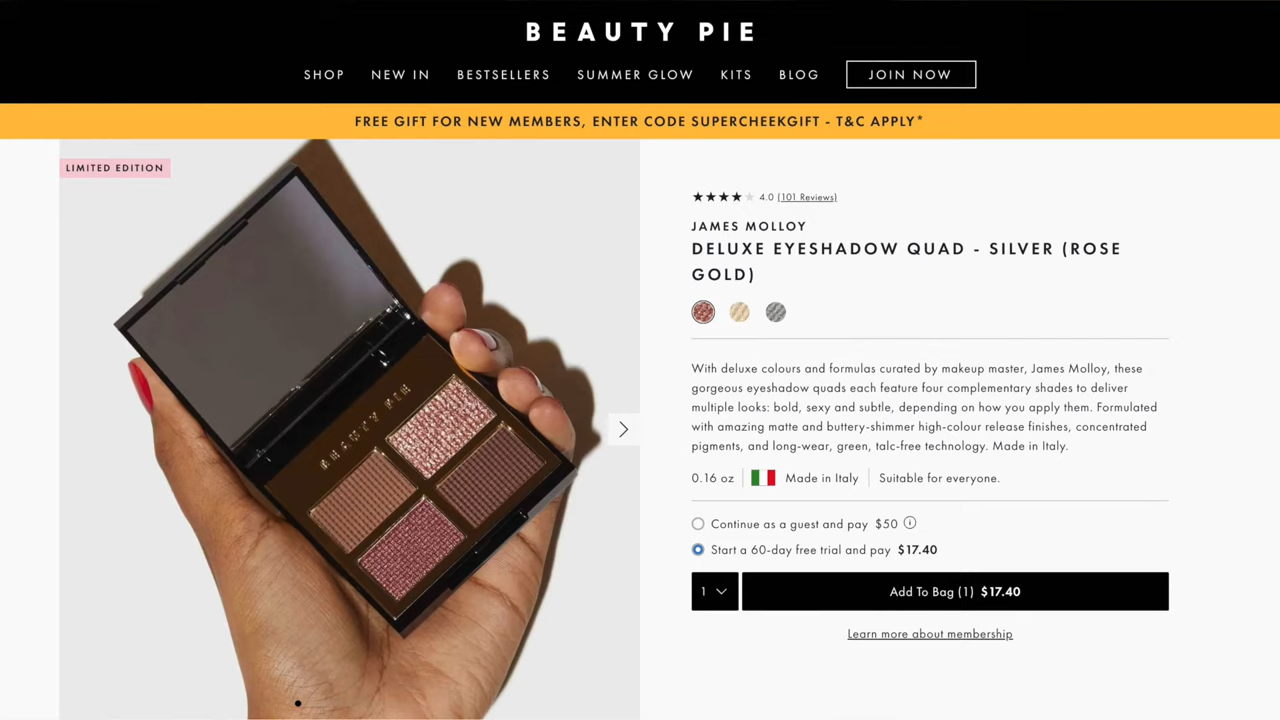 BEAUTY PIE
SHOP NEW IN BESTSELLERS SUMMER GLOW KITS BLOG JOIN NOW
FREE GIFT FOR NEW MEMBERS, ENTER CODE SUPERCHEEKGIFT - T&C APPLY*
LIMITED EDITION
BEAUTY PIE
4.0 (101 Reviews)
JAMES MOLLOY
DELUXE EYESHADOW QUAD - SILVER (ROSE
GOLD)
With deluxe colours and formulas curated by makeup master, James Molloy, these
gorgeous eyeshadow quads each feature four complementary shades to deliver
multiple looks: bold, sexy and subtle, depending on how you apply them. Formulated
with amazing matte and buttery-shimmer high-colour release finishes, concentrated
pigments, and long-wear, green, talc-free technology. Made in Italy.
0.16 oz Made in Italy Suitable for everyone.
Continue as a guest and pay $50
Start a 60-day free trial and pay $17.40
1 Add To Bag (1) $17.40
Learn more about membership